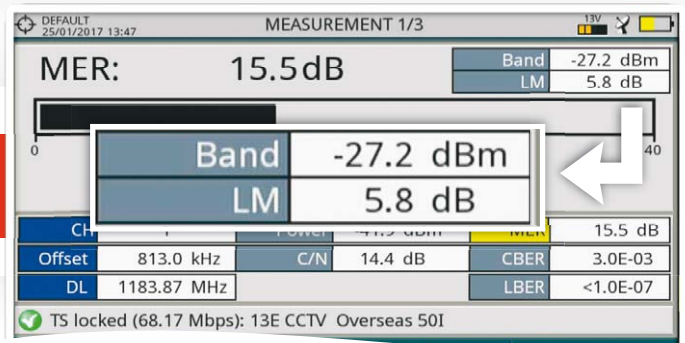 DEFAULT
25/01/2017 13:47
MEASUREMENT 1/3
13V
MER: 15.5dB
Band -27.2 dBm
LM 5.8 dB
0 40
Band -27.2 dBm
LM 5.8 dB
CH Power dBm MER 15.5 dB
Offset 813.0 kHz C/N 14.4 dB CBER 3.0E-03
DL 1183.87 MHz LBER <1.0E-07
TS locked (68.17 Mbps): 13E CCTV Overseas 50I